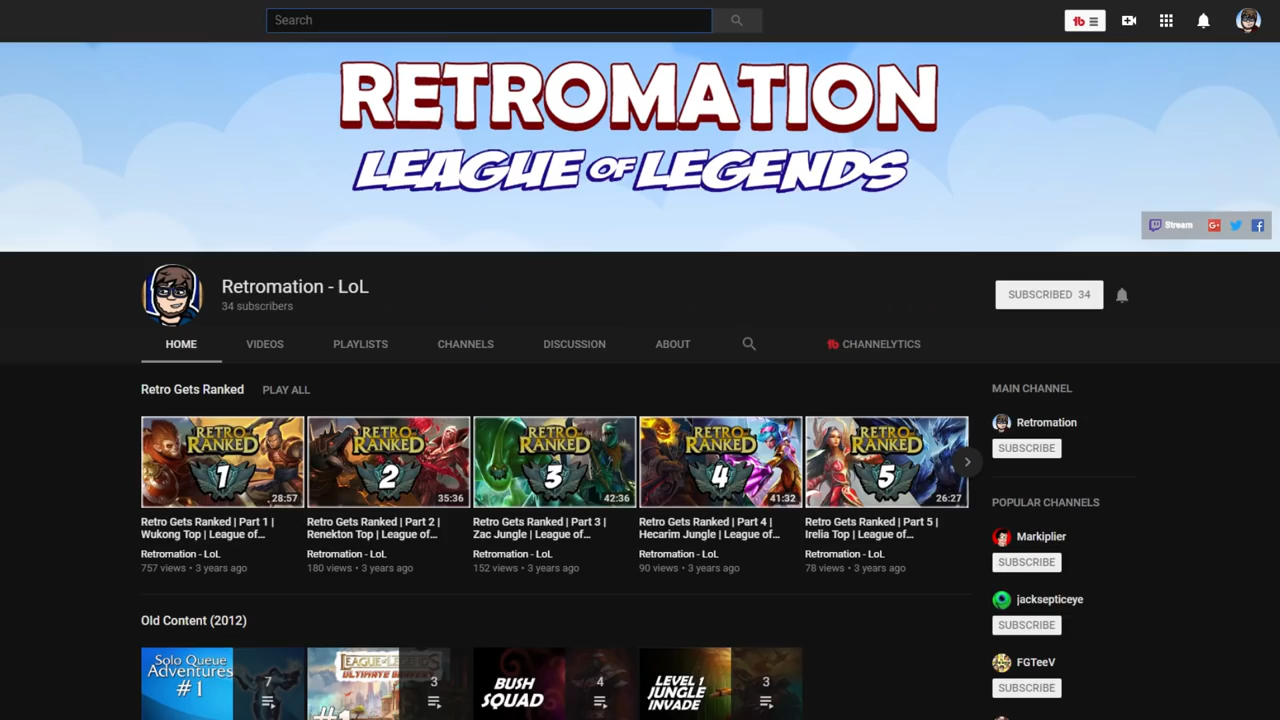 Search
RETROMATION
LEAGUE OF LEGENDS
Stream
Retromation - LoL
34 subscribers
SUBSCRIBED 34
HOME VIDEOS PLAYLISTS CHANNELS DISCUSSION ABOUT CHANNELYTICS
Retro Gets Ranked PLAY ALL
RETRO RANKED 1 28:57
RETRO RANKED 2 35:36
RETRO RANKED 3 42:36
RETRO RANKED 4 41:32
RETRO RANKED 5 26:27
Retro Gets Ranked | Part 1 |
Wukong Top | League of...
Retromation - LoL
757 views • 3 years ago
Retro Gets Ranked | Part 2 |
Renekton Top | League of...
Retromation - LoL
180 views • 3 years ago
Retro Gets Ranked | Part 3 |
Zac Jungle | League of...
Retromation - LoL
152 views • 3 years ago
Retro Gets Ranked | Part 4 |
Hecarim Jungle | League of...
Retromation - LoL
90 views • 3 years ago
Retro Gets Ranked | Part 5 |
Irelia Top | League of...
Retromation - LoL
78 views • 3 years ago
MAIN CHANNEL
Retromation
SUBSCRIBE
POPULAR CHANNELS
Markiplier
SUBSCRIBE
jacksepticeye
SUBSCRIBE
FGTeeV
SUBSCRIBE
Old Content (2012)
Solo Queue
Adventures
#1
7
LEAGUE OF LEGENDS
ULTIMATE
#1
3
BUSH
SQUAD
4
LEVEL 1
JUNGLE
INVADE
3